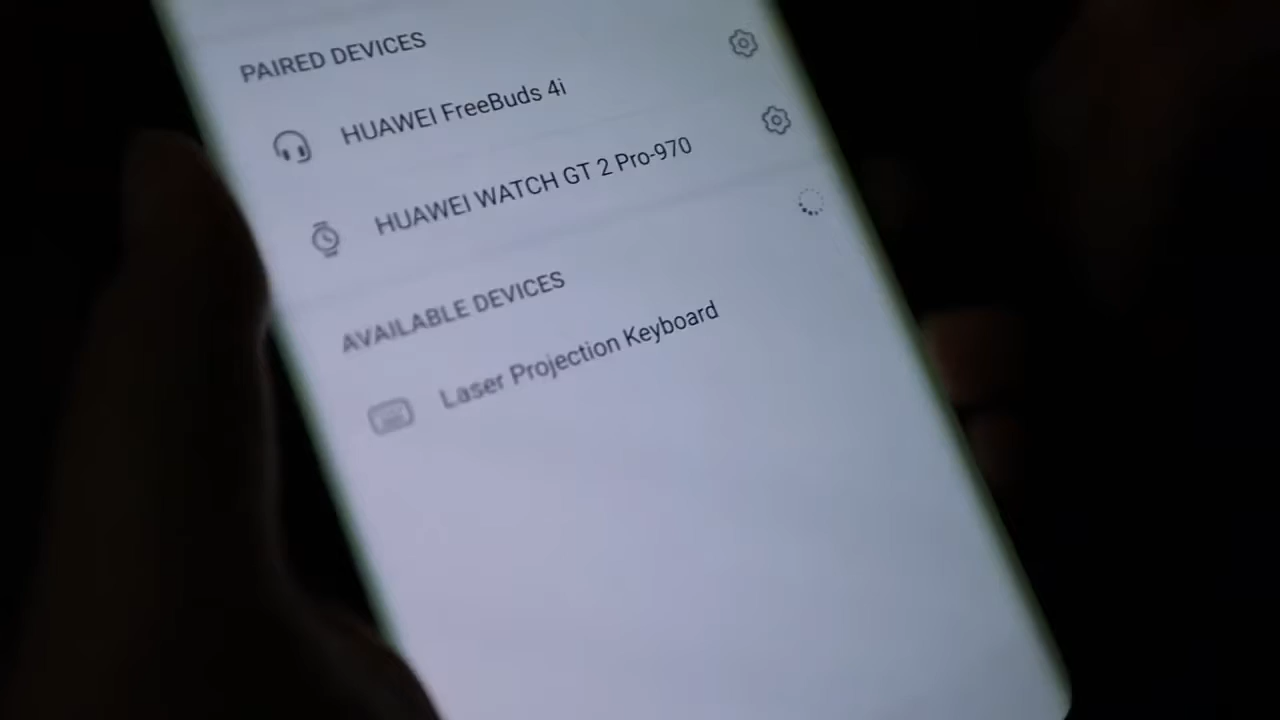 PAIRED DEVICES
HUAWEI FreeBuds 4i
HUAWEI WATCH GT 2 Pro-970
AVAILABLE DEVICES
Laser Projection Keyboard